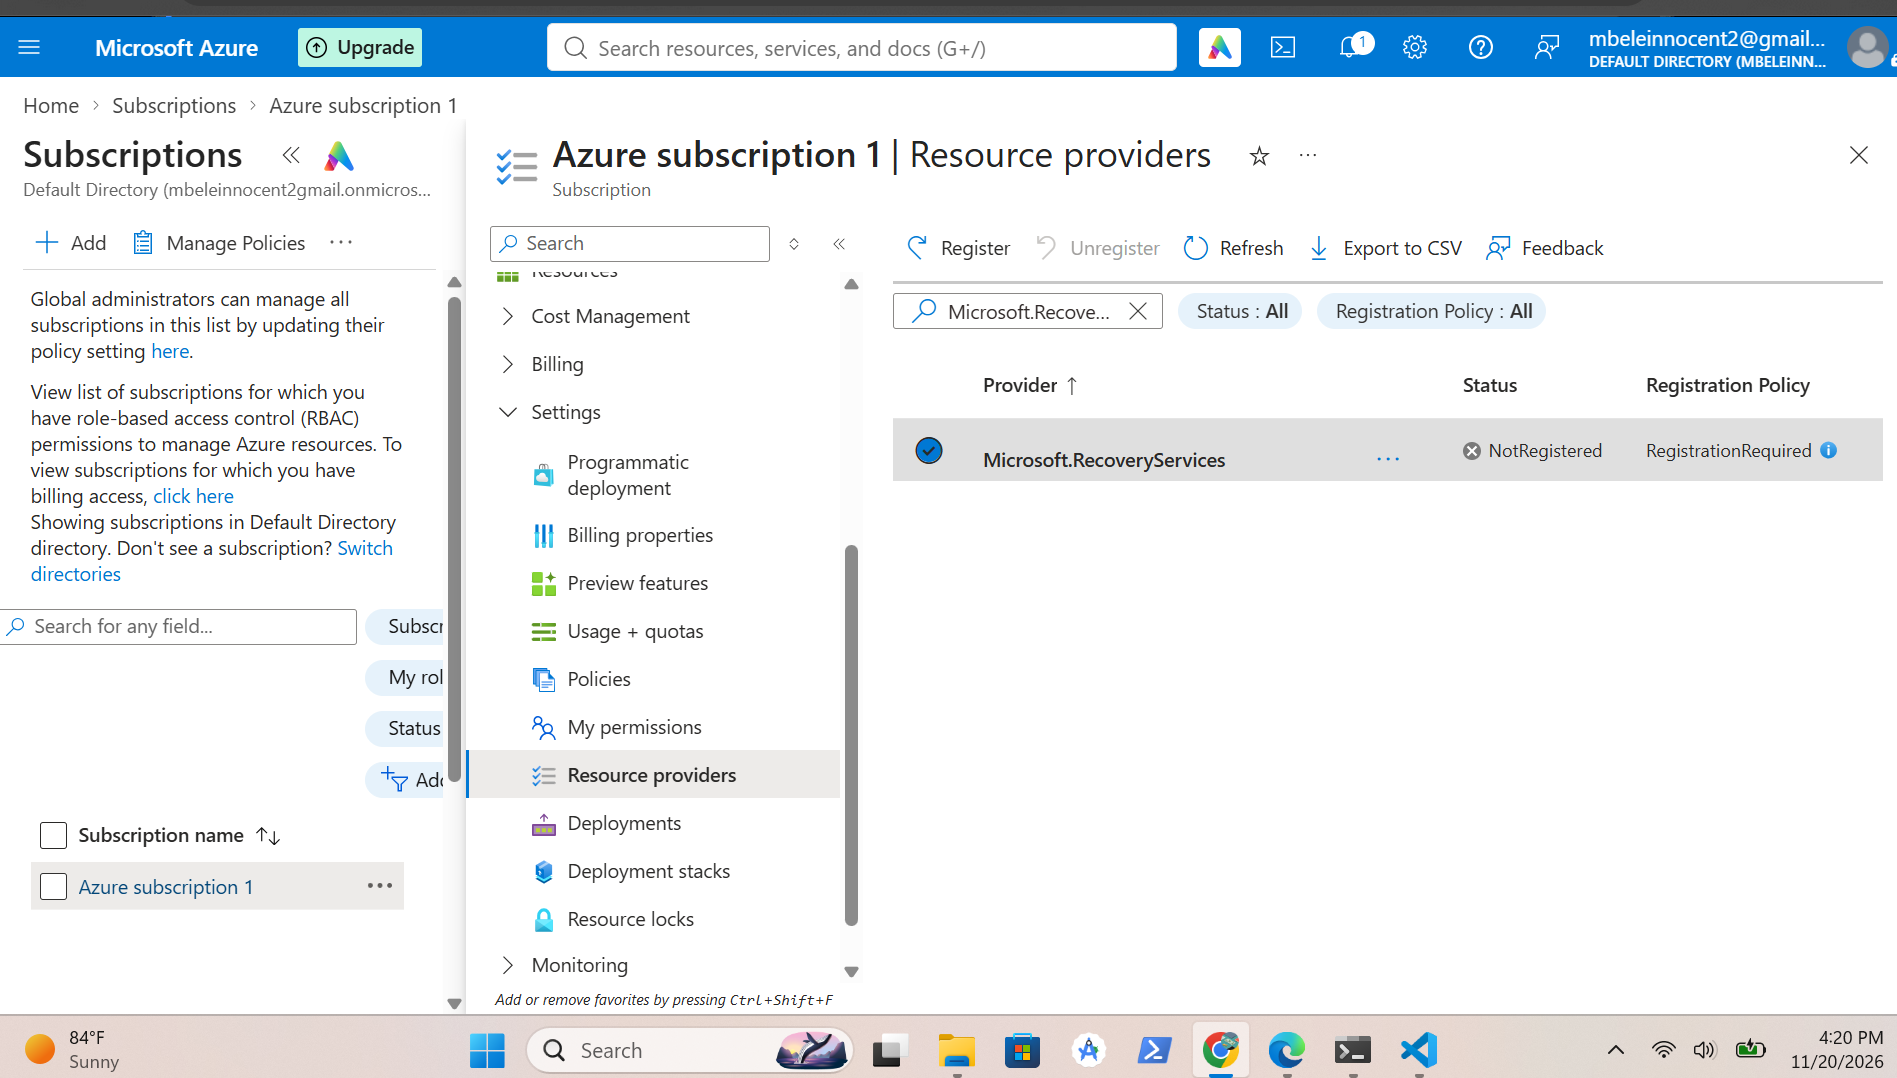 Microsoft Azure
Upgrade
Search resources, services, and docs (G+/)
1
mbeleinnocent2@gmail...
DEFAULT DIRECTORY (MBELEINN...
Home > Subscriptions > Azure subscription 1
Subscriptions
Default Directory (mbeleinnocent2gmail.onmicros...
Add
Manage Policies
...
Global administrators can manage all
subscriptions in this list by updating their
policy setting here.
View list of subscriptions for which you
have role-based access control (RBAC)
permissions to manage Azure resources. To
view subscriptions for which you have
billing access, click here
Showing subscriptions in Default Directory
directory. Don't see a subscription? Switch
directories
Search for any field...
Subscr
My rol
Status
Add
Subscription name
Azure subscription 1
...
Azure subscription 1 | Resource providers
...
Subscription
Search
Resources
Cost Management
Billing
Settings
Programmatic
deployment
Billing properties
Preview features
Usage + quotas
Policies
My permissions
Resource providers
Deployments
Deployment stacks
Resource locks
Monitoring
Add or remove favorites by pressing Ctrl+Shift+F
Register
Unregister
Refresh
Export to CSV
Feedback
Microsoft.Recove...
Status : All
Registration Policy : All
Provider ↑
Status
Registration Policy
Microsoft.RecoveryServices
...
NotRegistered
RegistrationRequired
84°F
Sunny
Search
4:20 PM
11/20/2026